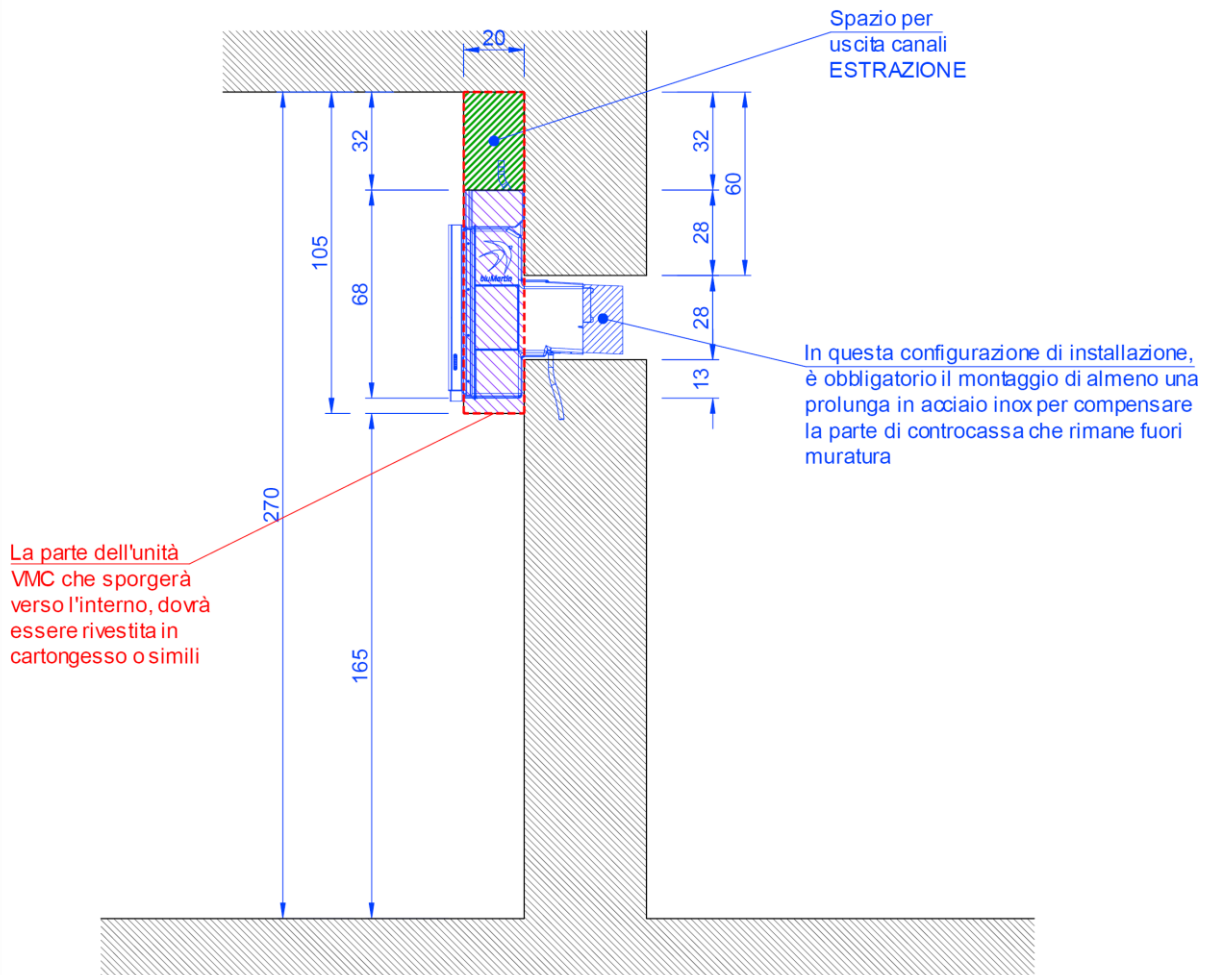 20
Spazio per
uscita canali
ESTRAZIONE
32
32
60
28
105
68
bluMartin
28
13
In questa configurazione di installazione,
è obbligatorio il montaggio di almeno una
prolunga in acciaio inox per compensare
la parte di controcassa che rimane fuori
muratura
270
La parte dell'unità
VMC che sporgerà
verso l'interno, dovrà
essere rivestita in
cartongesso o simili
165